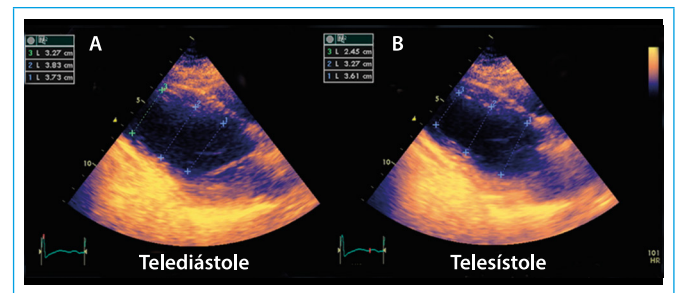 A
3 L 3.27 cm
2 L 3.83 cm
1 L 3.73 cm
5
10
Telediástole
B
3 L 2.45 cm
2 L 3.27 cm
1 L 3.61 cm
5
10
Telesístole
101
HR